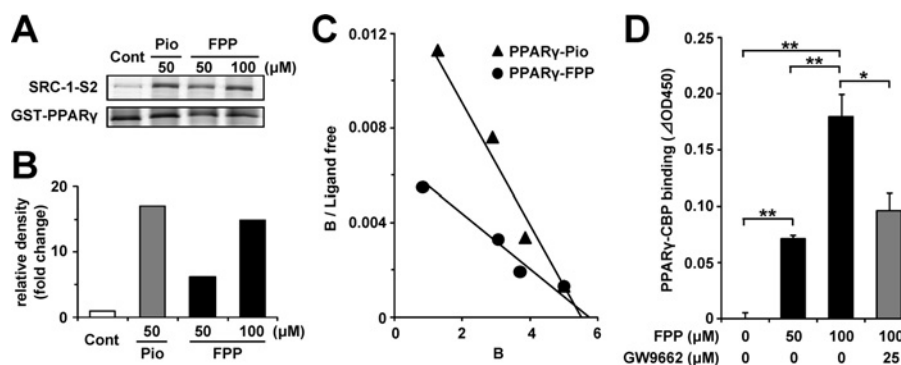 A
Cont
Pio
FPP
50
50
100
(μM)
SRC-1-S2
GST-PPARγ
B
relative density
(fold change)
20
10
0
Cont
50
50
100
(μM)
Pio
FPP
C
B / Ligand free
0.012
0.008
0.004
0
0
2
4
6
B
▲ PPARγ-Pio
● PPARγ-FPP
D
PPARγ-CBP binding (⊿OD450)
0.25
0.20
0.15
0.10
0.05
0
**
**
*
**
FPP (μM) 0 50 100 100
GW9662 (μM) 0 0 0 25